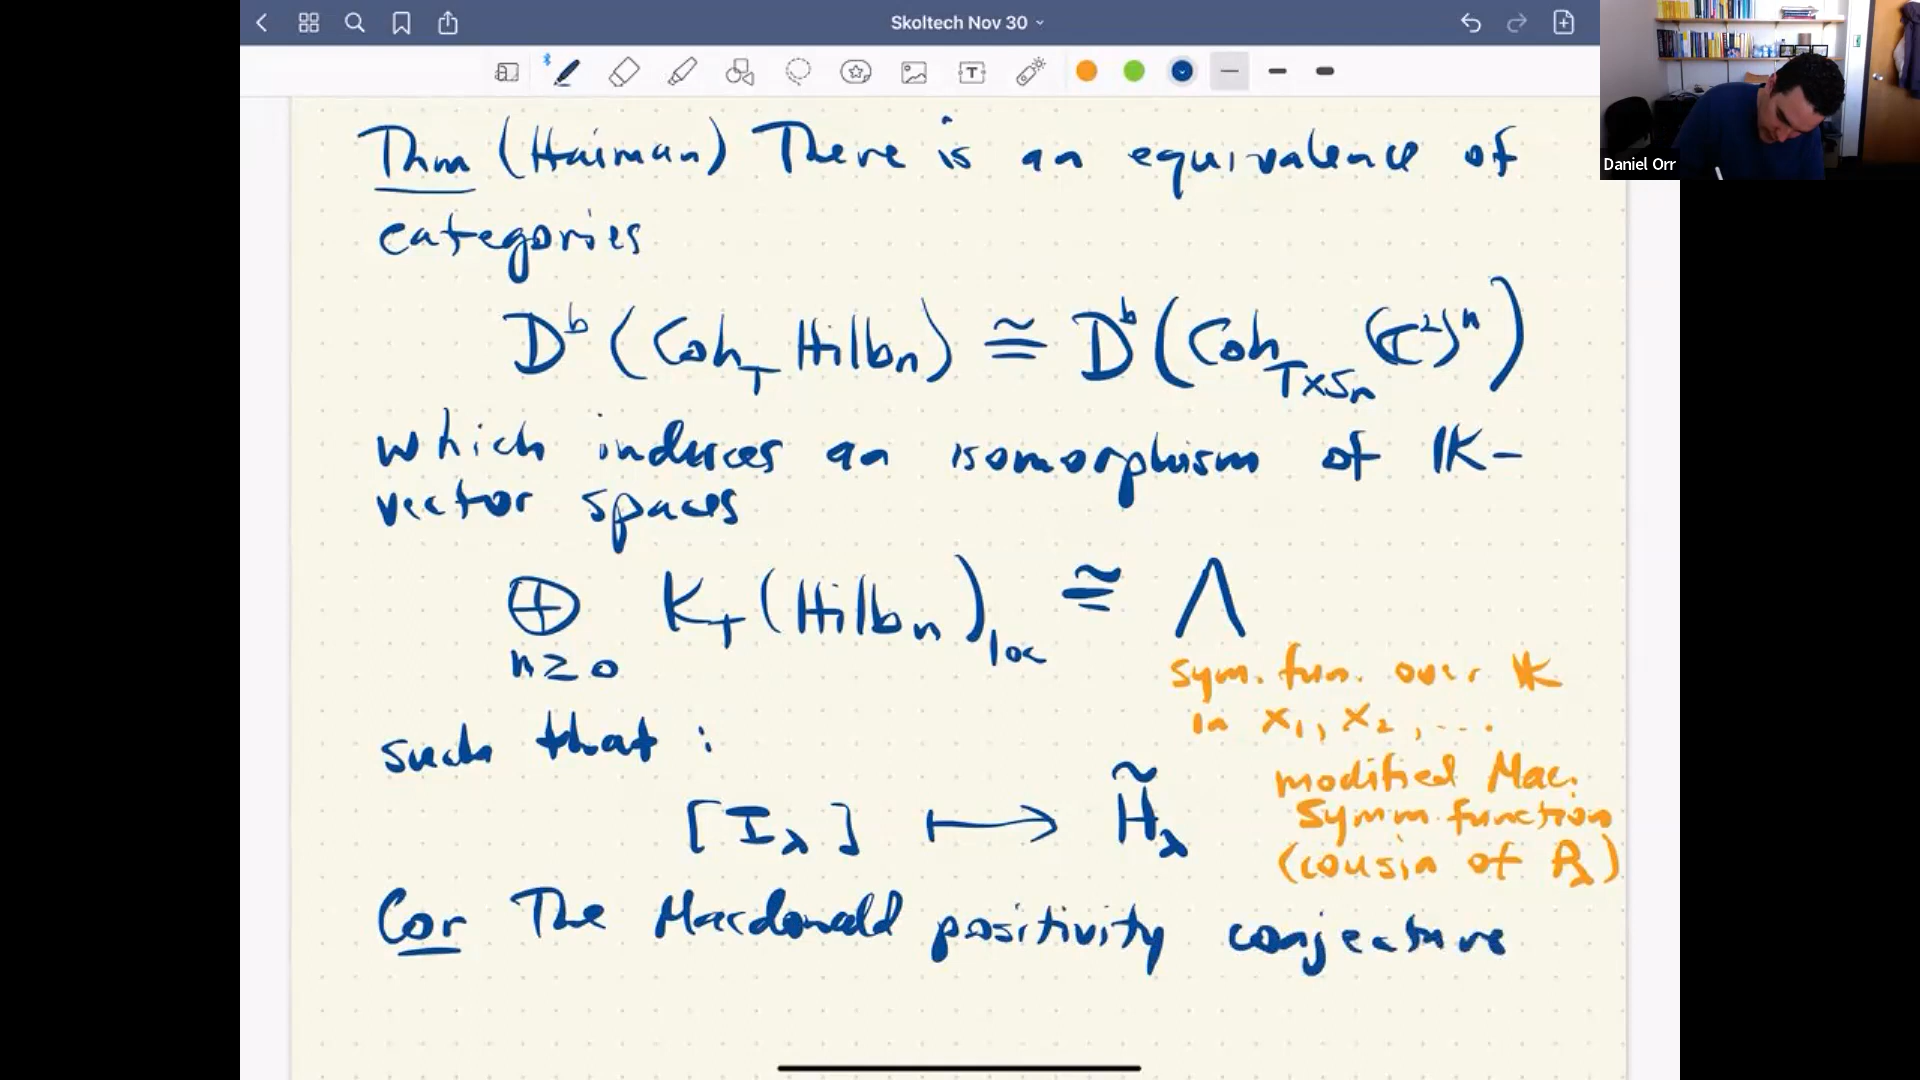 Skoltech Nov 30
Daniel Orr
Thm (Haiman) There is an equivalence of
categories
D^b (Coh_T Hilb_n) ≅ D^b (Coh_{T×S_n} (ℂ²)^n)
which induces an isomorphism of 𝕂-
vector spaces
⊕_{n≥0} K_T (Hilb_n)_{loc} ≅ Λ
sym. fun. over 𝕂
in x₁, x₂, ...
such that :
[I_λ] ↦ H̃_λ
modified Mac.
Symm function
(cousin of P_λ)
Cor The Macdonald positivity conjecture